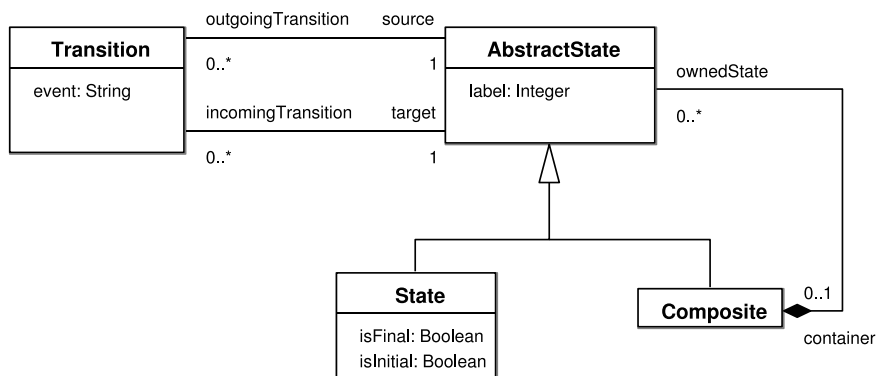 outgoingTransition source
Transition
AbstractState
0..* 1
ownedState
event: String
label: Integer
incomingTransition target
0..*
0..* 1
State
0..1
Composite
isFinal: Boolean
container
isInitial: Boolean